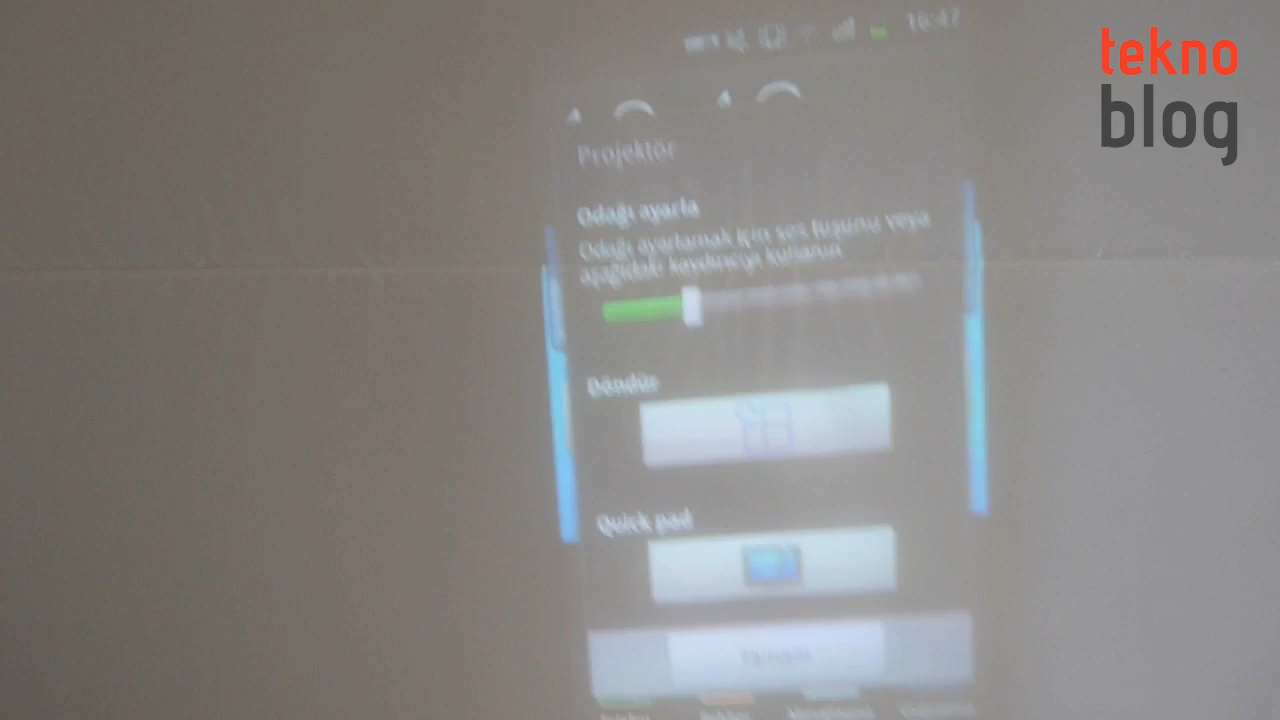 16:47
tekno
blog
Projektör
Odağı ayarla
Odağı ayarlamak için ses tuşunu veya
aşağıdaki kaydırıcıyı kullanın
Döndür
Quick pad
Tamam